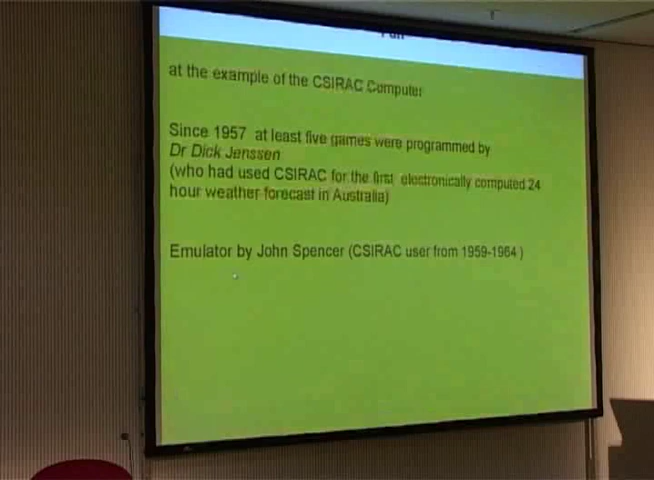 at the example of the CSIRAC Computer
Since 1957 at least five games were programmed by
Dr Dick Jenssen
(who had used CSIRAC for the first electronically computed 24
hour weather forecast in Australia)
Emulator by John Spencer (CSIRAC user from 1959-1964 )